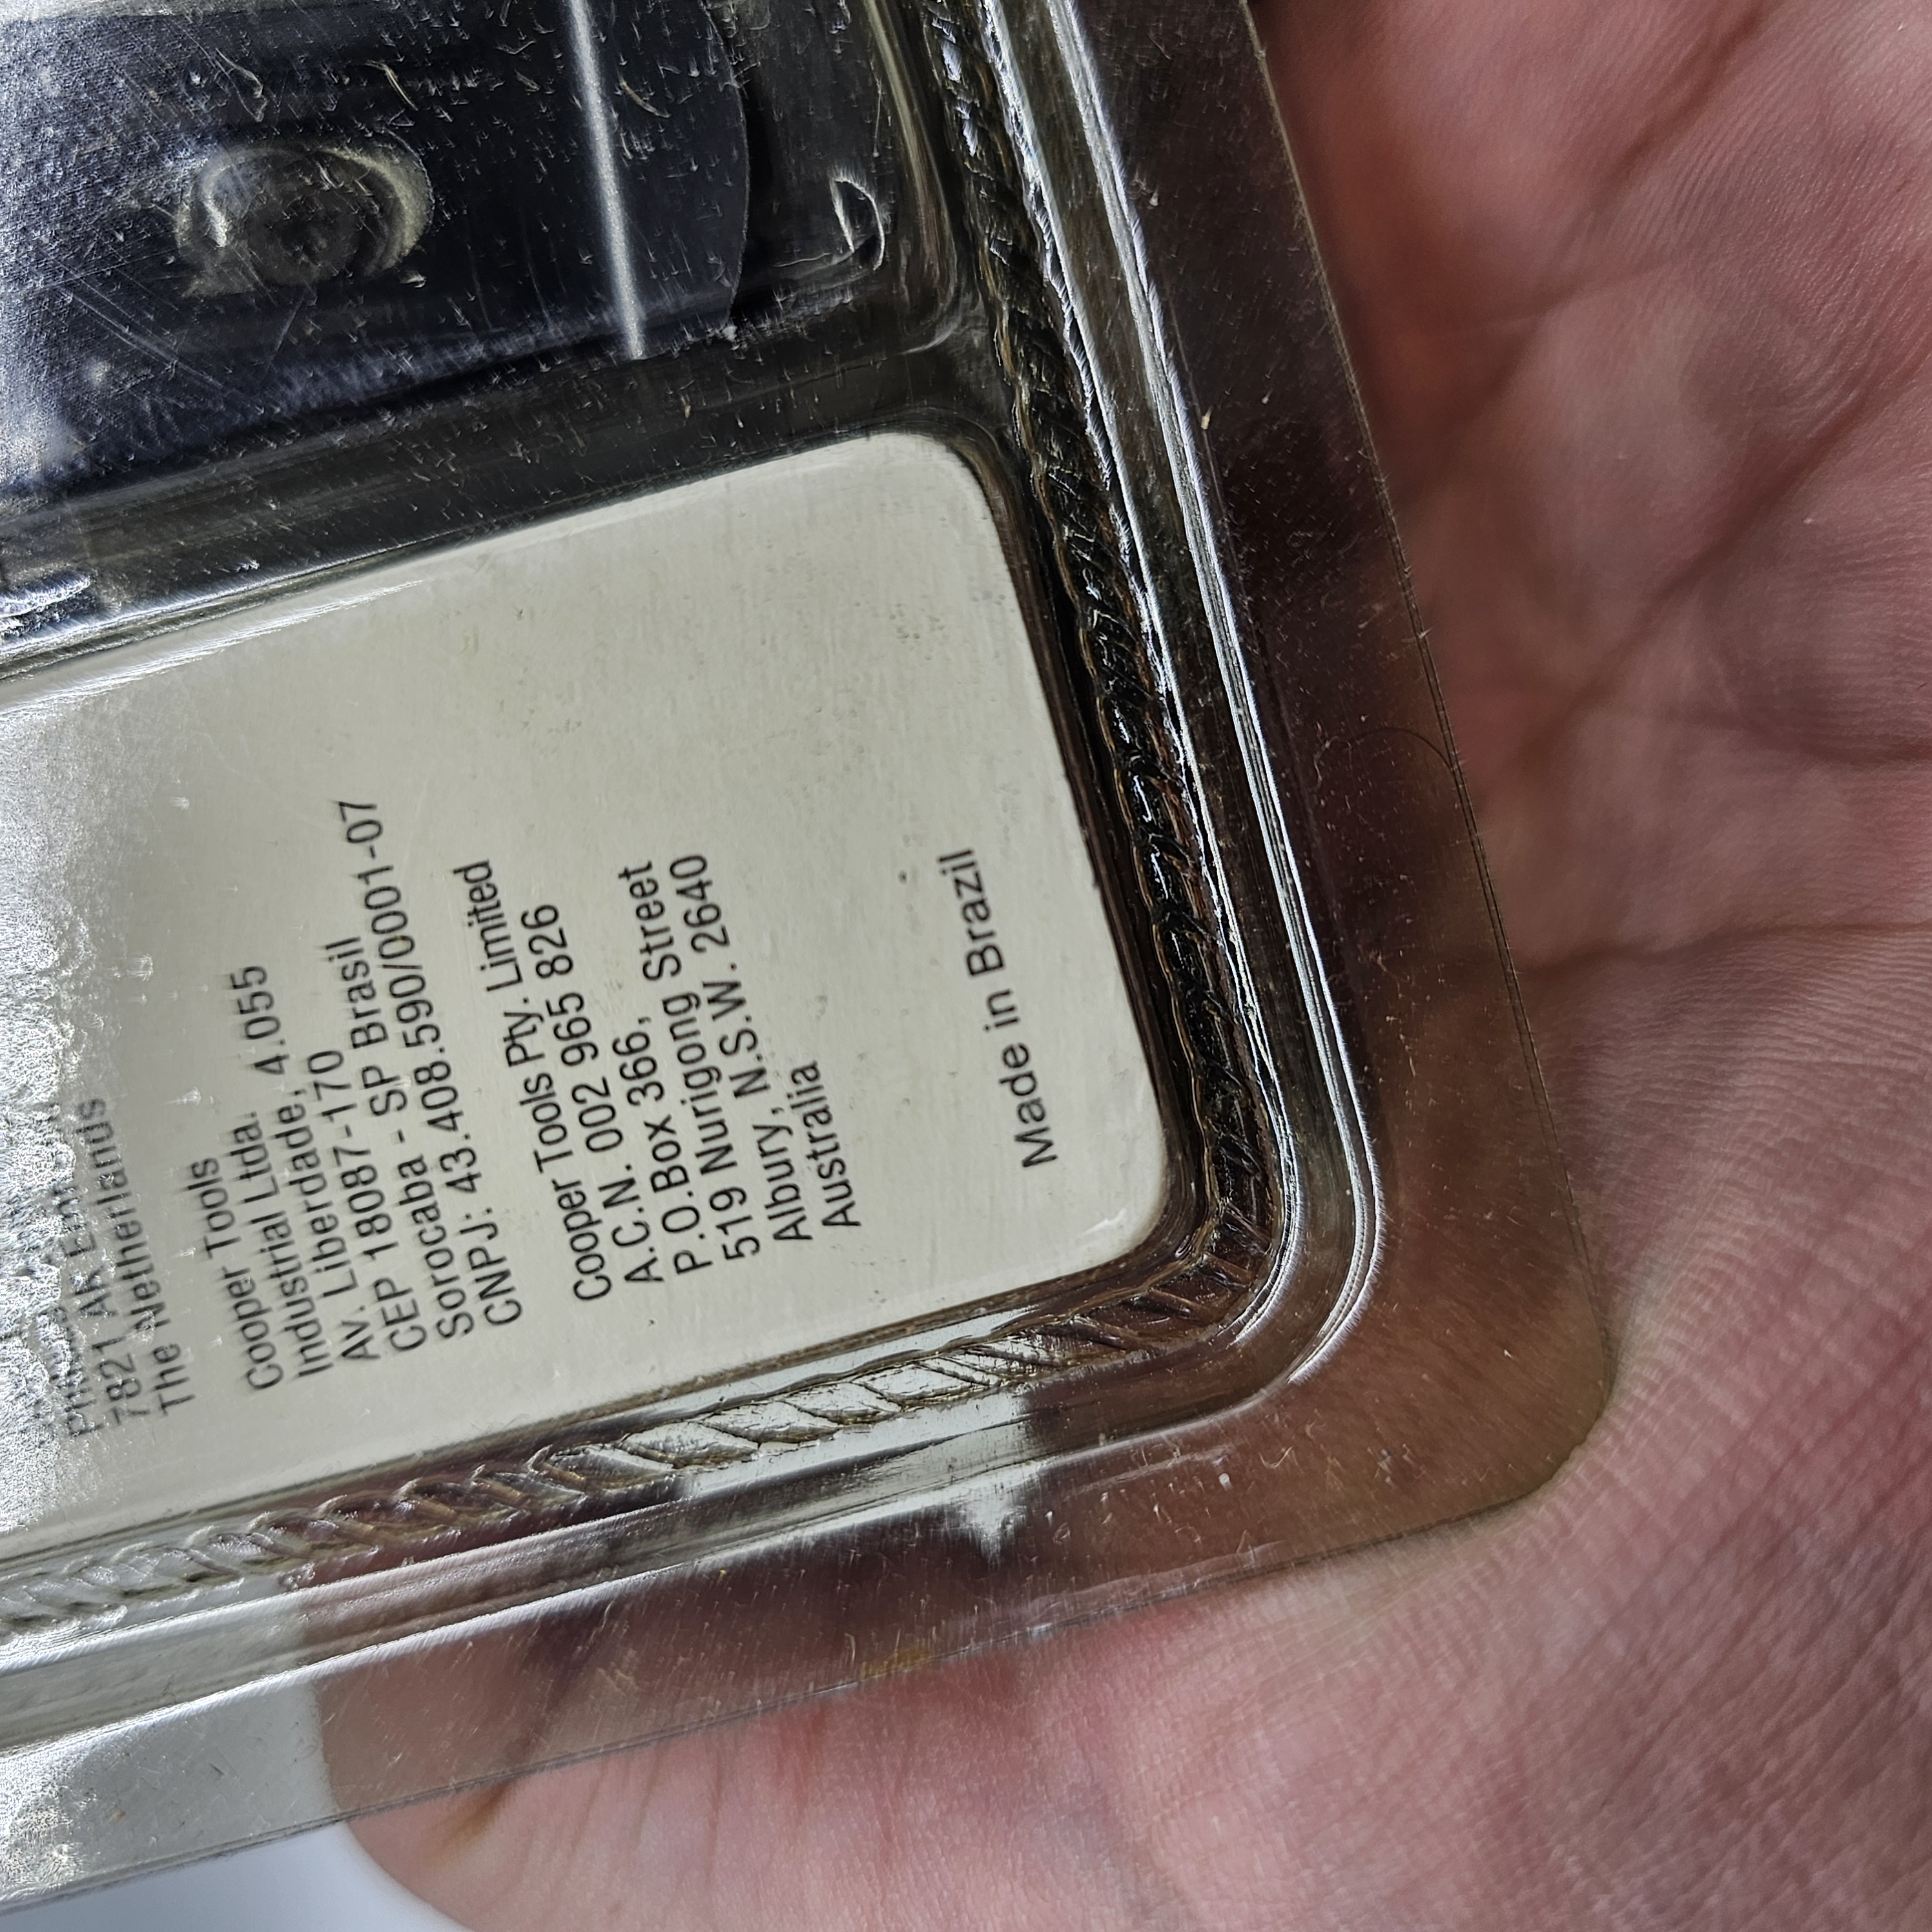 7821 AK
The Netherlands
Cooper Tools
Industrial Ltda.
Av. Liberdade, 4.055
CEP 18087-170
Sorocaba - SP Brasil
CNPJ: 43.408.590/0001-07
Cooper Tools Pty. Limited
A.C.N. 002 965 826
P.O.Box 366,
519 Nurigong Street
Albury, N.S.W. 2640
Australia
Made in Brazil